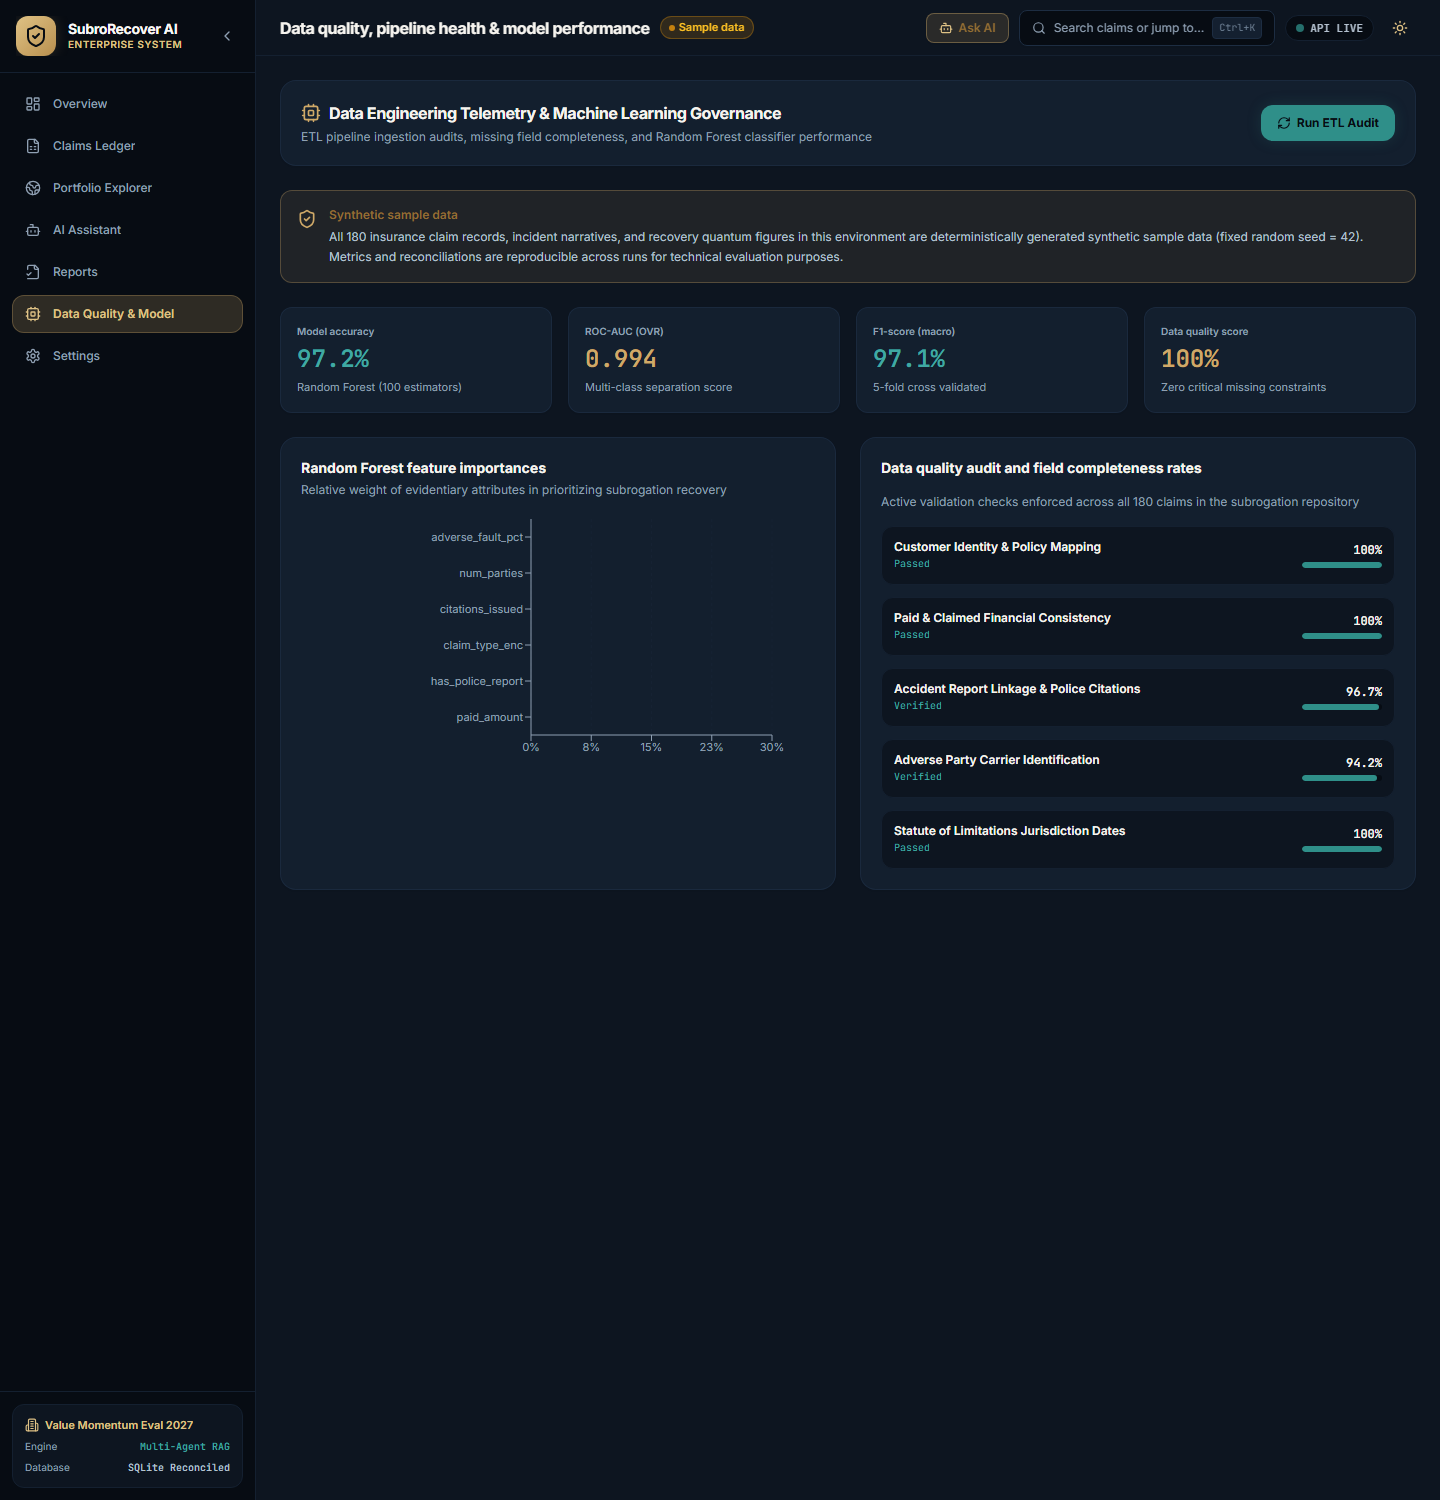 SubroRecover AI
ENTERPRISE SYSTEM
Overview
Claims Ledger
Portfolio Explorer
AI Assistant
Reports
Data Quality & Model
Settings
Value Momentum Eval 2027
Engine Multi-Agent RAG
Database SQLite Reconciled
Data quality, pipeline health & model performance
Sample data
Ask AI
Search claims or jump to... Ctrl+K
API LIVE
Data Engineering Telemetry & Machine Learning Governance
ETL pipeline ingestion audits, missing field completeness, and Random Forest classifier performance
Run ETL Audit
Synthetic sample data
All 180 insurance claim records, incident narratives, and recovery quantum figures in this environment are deterministically generated synthetic sample data (fixed random seed = 42).
Metrics and reconciliations are reproducible across runs for technical evaluation purposes.
Model accuracy
97.2%
Random Forest (100 estimators)
ROC-AUC (OVR)
0.994
Multi-class separation score
F1-score (macro)
97.1%
5-fold cross validated
Data quality score
100%
Zero critical missing constraints
Random Forest feature importances
Relative weight of evidentiary attributes in prioritizing subrogation recovery
adverse_fault_pct
num_parties
citations_issued
claim_type_enc
has_police_report
paid_amount
0% 8% 15% 23% 30%
Data quality audit and field completeness rates
Active validation checks enforced across all 180 claims in the subrogation repository
Customer Identity & Policy Mapping
Passed
100%
Paid & Claimed Financial Consistency
Passed
100%
Accident Report Linkage & Police Citations
Verified
96.7%
Adverse Party Carrier Identification
Verified
94.2%
Statute of Limitations Jurisdiction Dates
Passed
100%